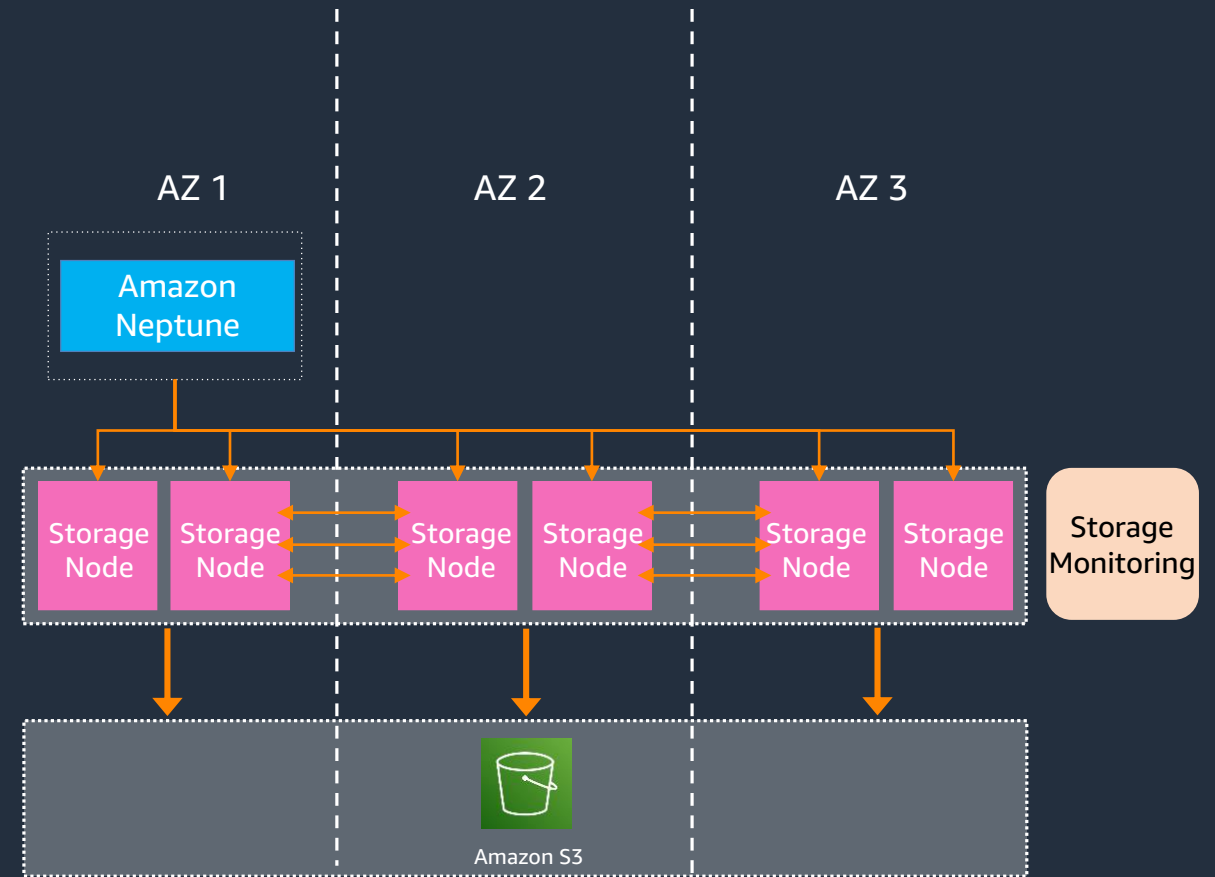 AZ 1
AZ 2
AZ 3
Amazon
Neptune
Storage
Node
Storage
Node
Storage
Node
Storage
Node
Storage
Node
Storage
Node
Storage
Monitoring
Amazon S3